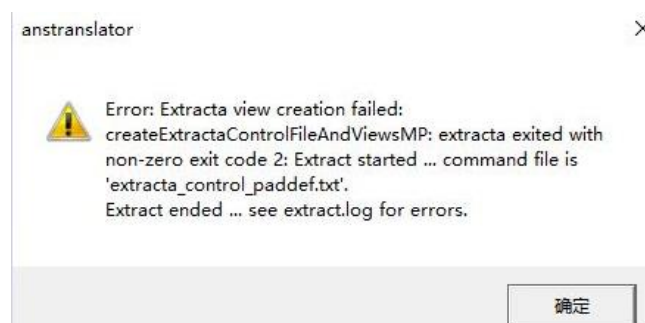 anstranslator
Error: Extracta view creation failed:
createExtractaControlFileAndViewsMP: extracta exited with
non-zero exit code 2: Extract started ... command file is
'extracta_control_paddef.txt'.
Extract ended ... see extract.log for errors.
确定